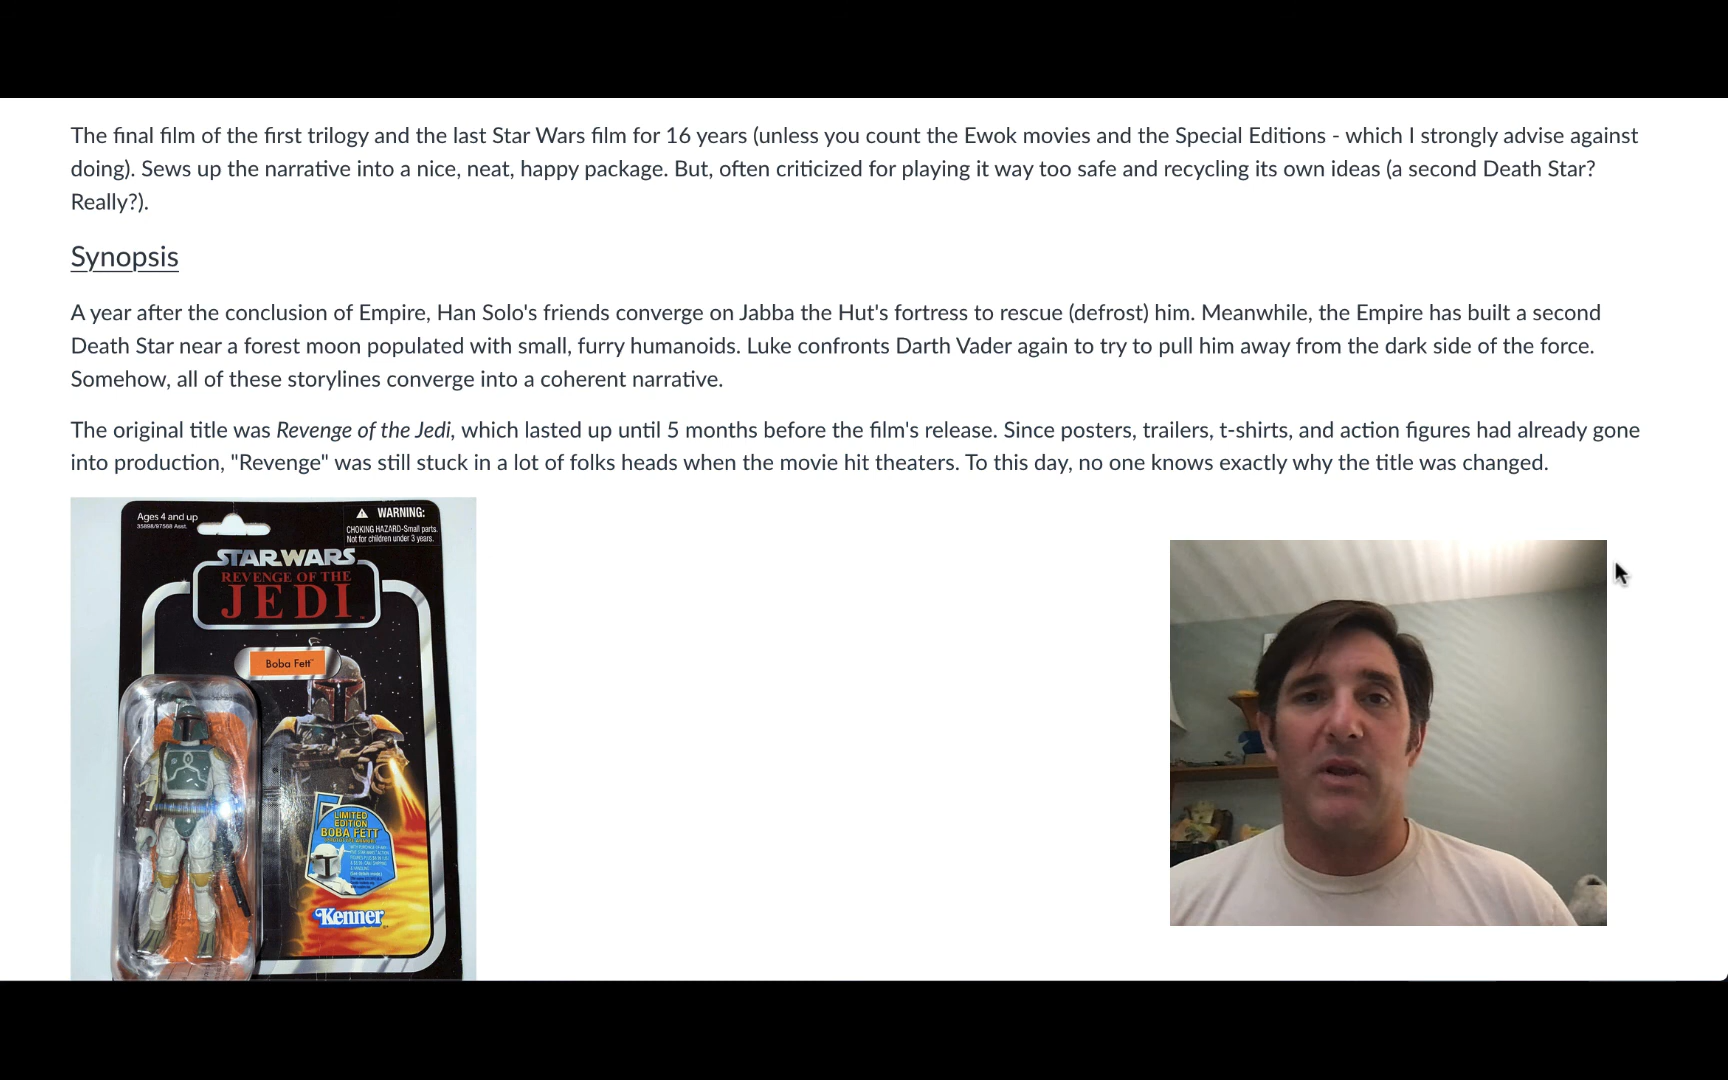 The final film of the first trilogy and the last Star Wars film for 16 years (unless you count the Ewok movies and the Special Editions - which I strongly advise against
doing). Sews up the narrative into a nice, neat, happy package. But, often criticized for playing it way too safe and recycling its own ideas (a second Death Star?
Really?).
Synopsis
A year after the conclusion of Empire, Han Solo's friends converge on Jabba the Hut's fortress to rescue (defrost) him. Meanwhile, the Empire has built a second
Death Star near a forest moon populated with small, furry humanoids. Luke confronts Darth Vader again to try to pull him away from the dark side of the force.
Somehow, all of these storylines converge into a coherent narrative.
The original title was Revenge of the Jedi, which lasted up until 5 months before the film's release. Since posters, trailers, t-shirts, and action figures had already gone
into production, "Revenge" was still stuck in a lot of folks heads when the movie hit theaters. To this day, no one knows exactly why the title was changed.
Ages 4 and up
WARNING:
CHOKING HAZARD-Small parts.
Not for children under 3 years.
STAR WARS
REVENGE OF THE
JEDI
Boba Fett
LIMITED
EDITION
BOBA FETT
Kenner